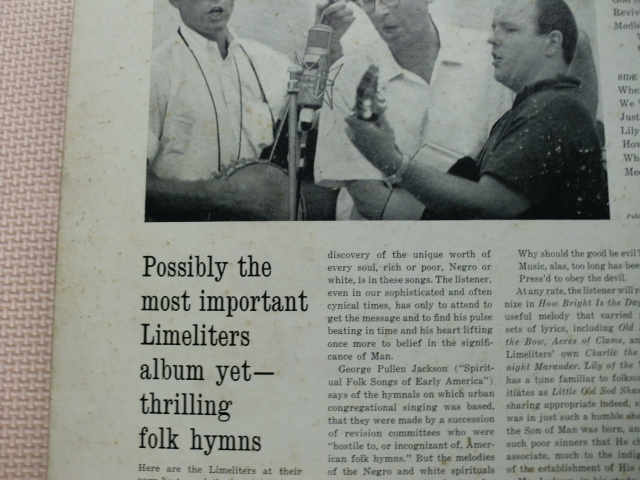 Reviv
Medle
SIDE
Whe
We
Just
Lily
How
Wh
Mee
Possibly the
most important
Limeliters
album yet—
thrilling
folk hymns
Here are the Limeliters at their
discovery of the unique worth of
every soul, rich or poor, Negro or
white, is in these songs. The listener,
even in our sophisticated and often
cynical times, has only to attend to
get the message and to find his pulse
beating in time and his heart lifting
once more to belief in the signifi-
cance of Man.
George Pullen Jackson ("Spirit-
ual Folk Songs of Early America")
says of the hymnals on which urban
congregational singing was based,
that they were made by a succession
of revision committees who were
"hostile to, or incognizant of, Amer-
ican folk hymns." But the melodies
of the Negro and white spirituals
Why should the good be evil?
Music, alas, too long has bee
Press'd to obey the devil.
At any rate, the listener will re
nize in How Bright Is the Da
useful melody that carried
sets of lyrics, including Old
the Bow, Acres of Clams, an
Limeliters' own Charlie the
night Marauder. Lily of the
has a tune familiar to folkso
itiates as Little Old Sod Shan
sharing appropriate indeed, s
was in just such a humble she
the Son of Man was born, an
such poor sinners that He ch
associate, much to the indig
of the establishment of His